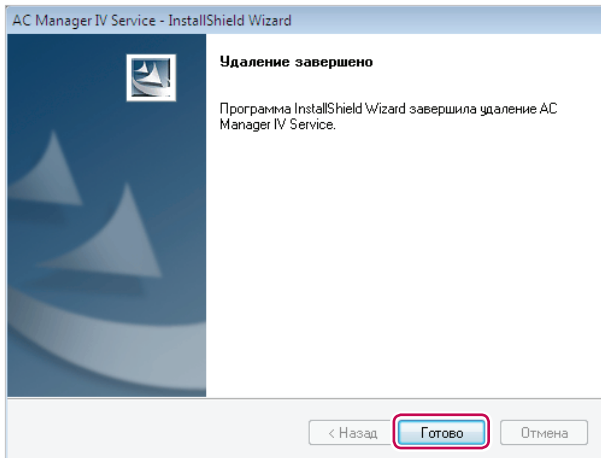 AC Manager IV Service - InstallShield Wizard
Удаление завершено
Программа InstallShield Wizard завершила удаление AC
Manager IV Service.
< Назад
Готово
Отмена